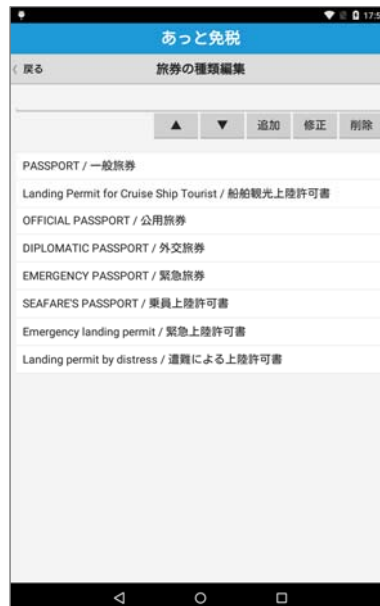 17:5
あっと免税
戻る 旅券の種類編集
▲ ▼ 追加 修正 削除
PASSPORT / 一般旅券
Landing Permit for Cruise Ship Tourist / 船舶観光上陸許可書
OFFICIAL PASSPORT / 公用旅券
DIPLOMATIC PASSPORT / 外交旅券
EMERGENCY PASSPORT / 緊急旅券
SEAFARE'S PASSPORT / 乗員上陸許可書
Emergency landing permit / 緊急上陸許可書
Landing permit by distress / 遭難による上陸許可書